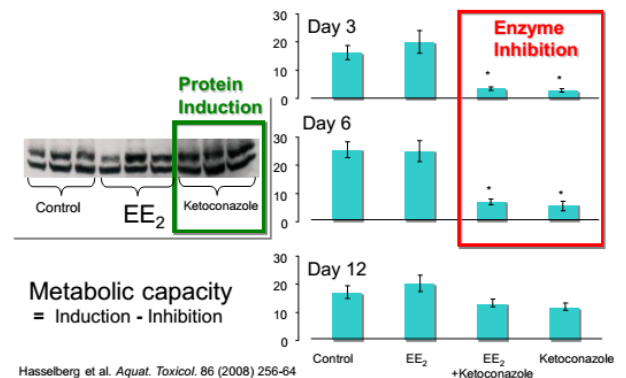 Protein
Induction
Control
EE2
Ketoconazole
Metabolic capacity
= Induction - Inhibition
Hasselberg et al. Aquat. Toxicol. 86 (2008) 256-64
Day 3
Enzyme
Inhibition
30
20
10
0
*
*
Day 6
30
20
10
0
*
*
Day 12
30
20
10
0
Control
EE2
EE2
+Ketoconazole
Ketoconazole